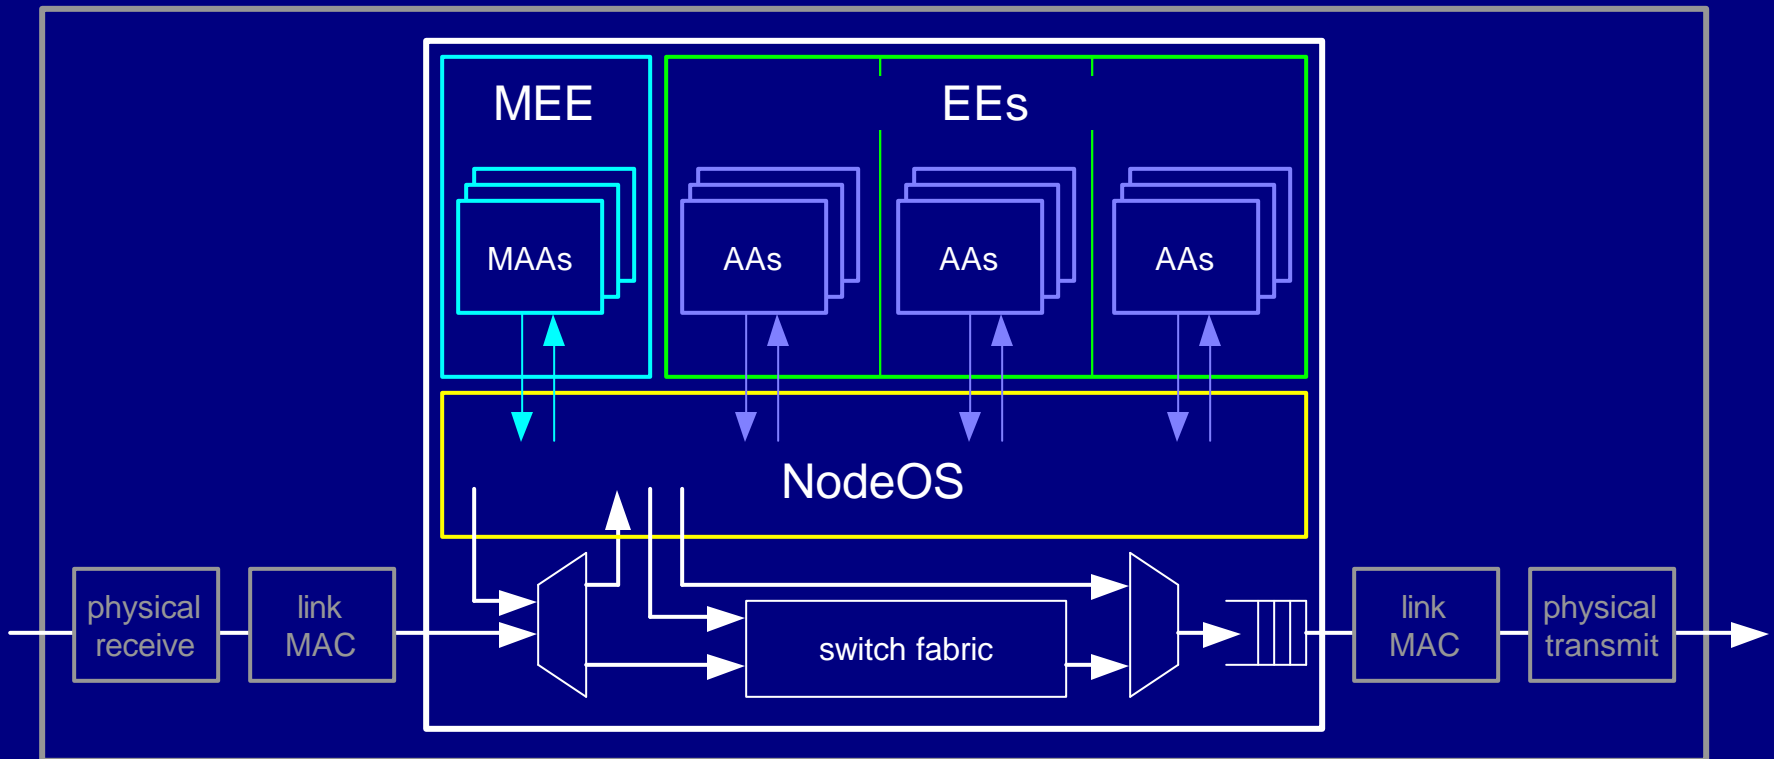 MEE
EEs
MAAs
AAs
AAs
AAs
NodeOS
physical
receive
link
MAC
switch fabric
link
MAC
physical
transmit